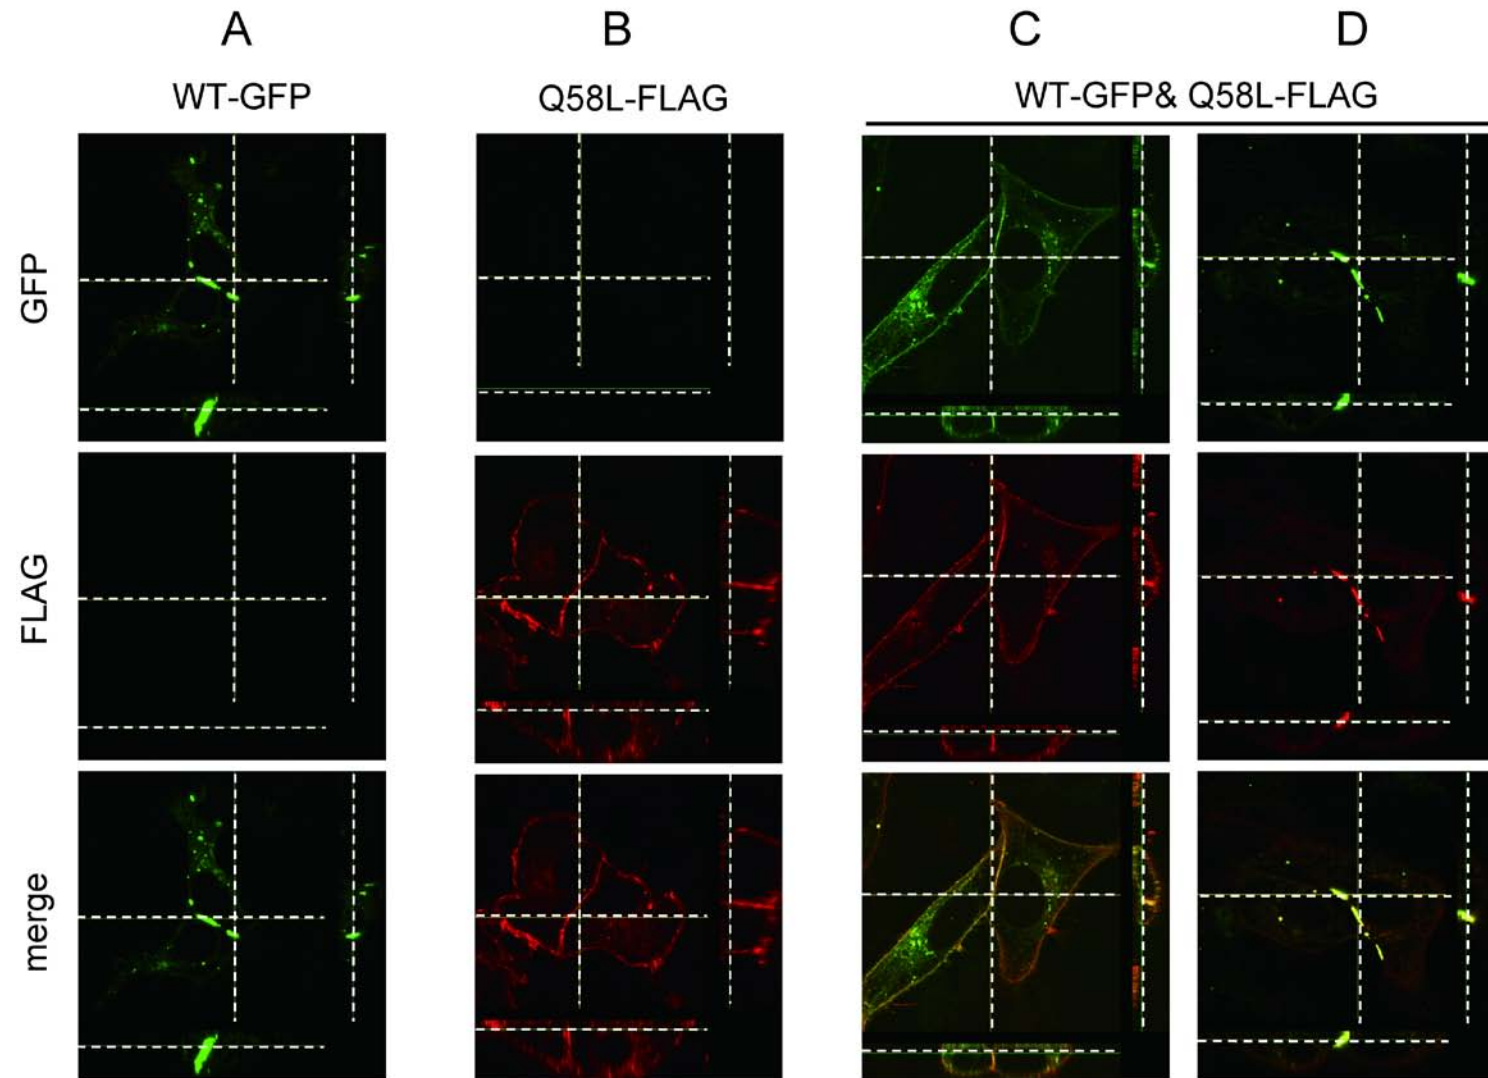 A B C D
WT-GFP Q58L-FLAG WT-GFP& Q58L-FLAG
GFP
FLAG
merge